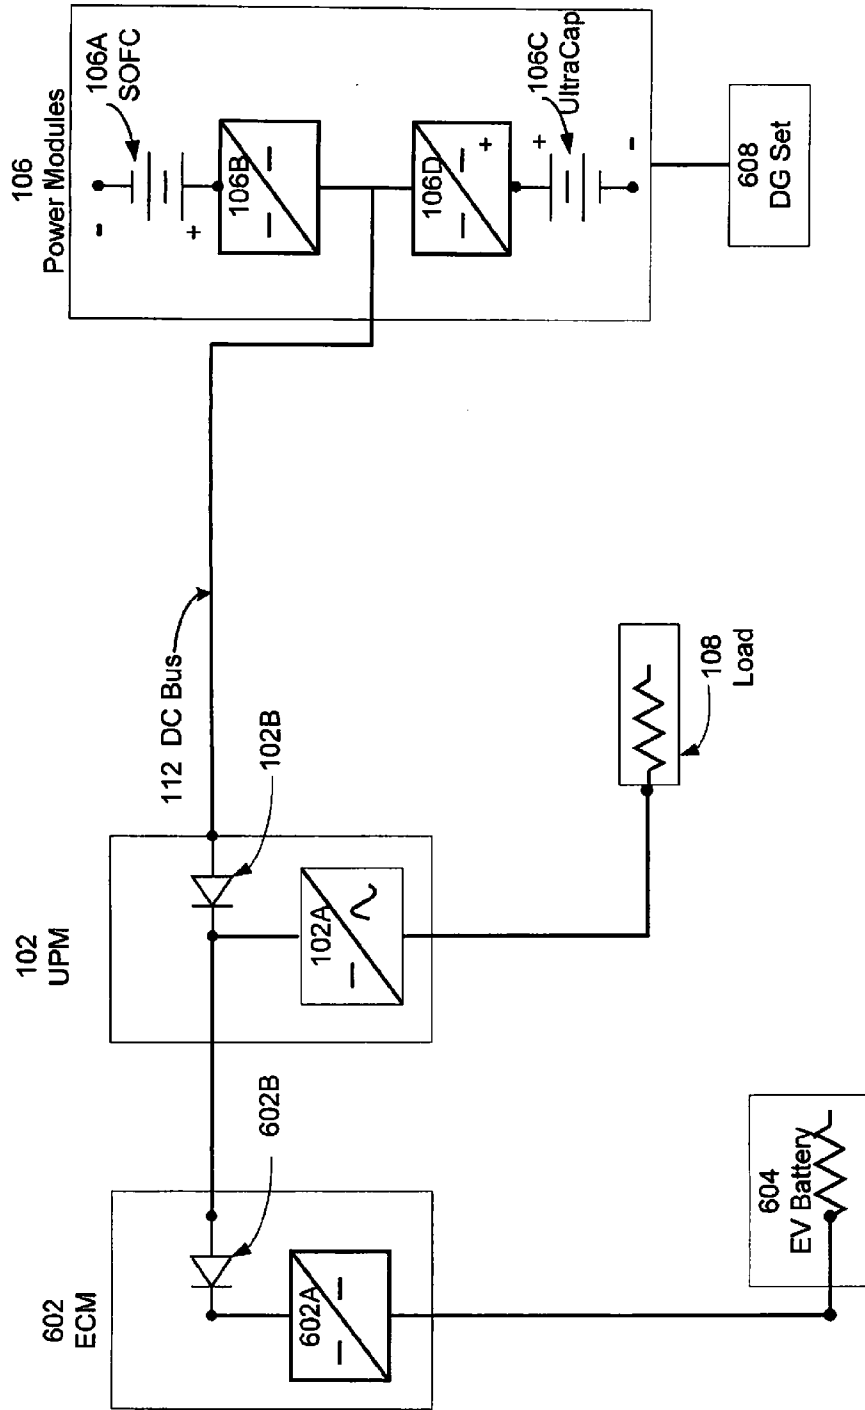 602
ECM
602A
602B
604
EV Battery
102
UPM
102A
102B
112 DC Bus
108
Load
106
Power Modules
106A
SOFC
-
+
106B
106D
+
106C
UltraCap
+
-
608
DG Set